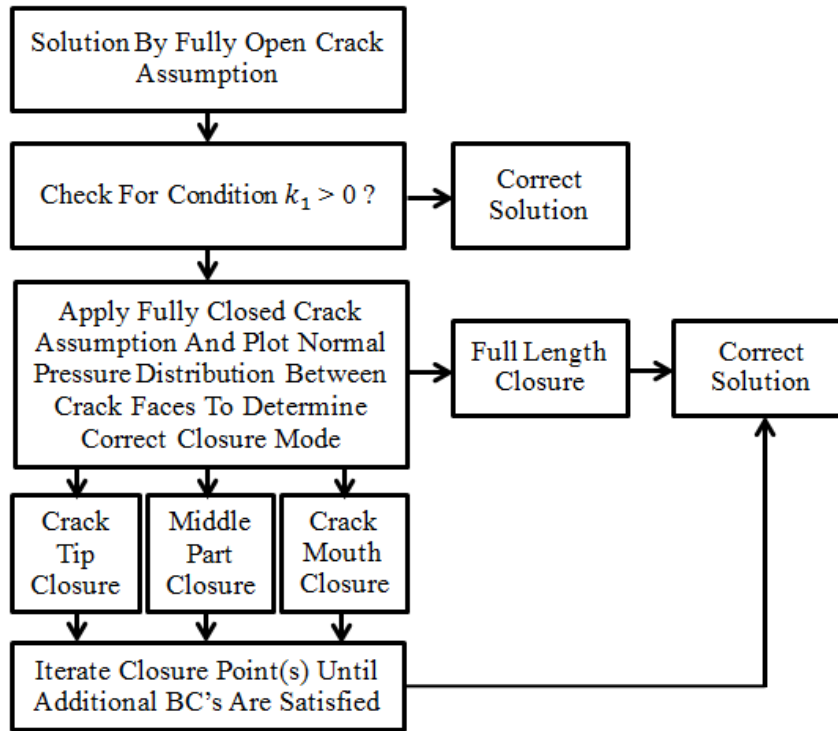 Solution By Fully Open Crack
Assumption
Check For Condition k₁ > 0 ?
Correct
Solution
Apply Fully Closed Crack
Assumption And Plot Normal
Pressure Distribution Between
Crack Faces To Determine
Correct Closure Mode
Full Length
Closure
Correct
Solution
Crack
Tip
Closure
Middle
Part
Closure
Crack
Mouth
Closure
Iterate Closure Point(s) Until
Additional BC's Are Satisfied